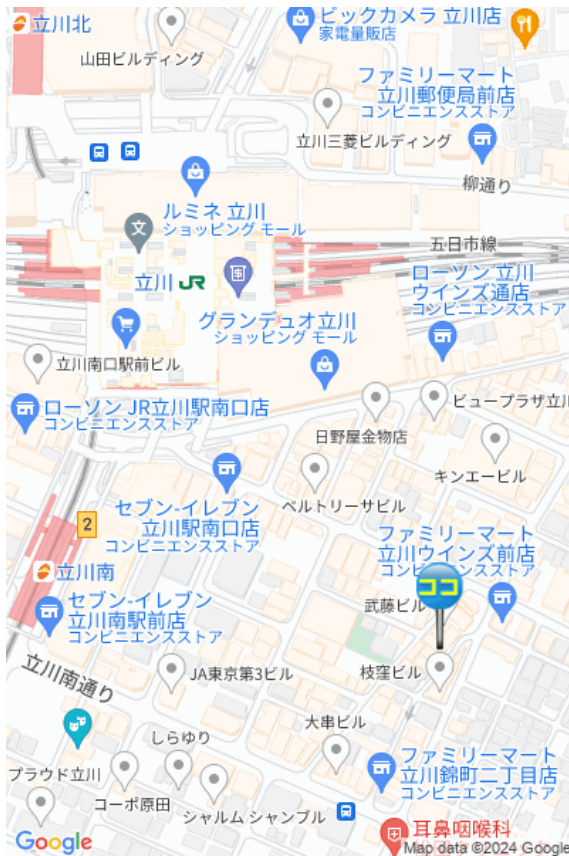 立川北
ビックカメラ 立川店
家電量販店
山田ビルディング
ファミリーマート
立川郵便局前店
コンビニエンスストア
立川三菱ビルディング
柳通り
ルミネ 立川
ショッピング モール
文
五日市線
立川 JR
ローソン 立川
ウインズ通店
コンビニエンスストア
グランデュオ立川
ショッピング モール
立川南口駅前ビル
ビュープラザ立川
ローソン JR立川駅南口店
コンビニエンスストア
日野屋金物店
キンエービル
ベルトリーサビル
セブン-イレブン
立川駅南口店
コンビニエンスストア
2
ファミリーマート
立川ウインズ前店
コンビニエンスストア
立川南
ココ
セブン-イレブン
立川南駅前店
コンビニエンスストア
武藤ビル
立川南通り
JA東京第3ビル
枝窪ビル
大串ビル
しらゆり
プラウド立川
ファミリーマート
立川錦町二丁目店
コンビニエンスストア
コーポ原田
シャルム シャンブル
耳鼻咽喉科
Google
Map data ©2024 Google